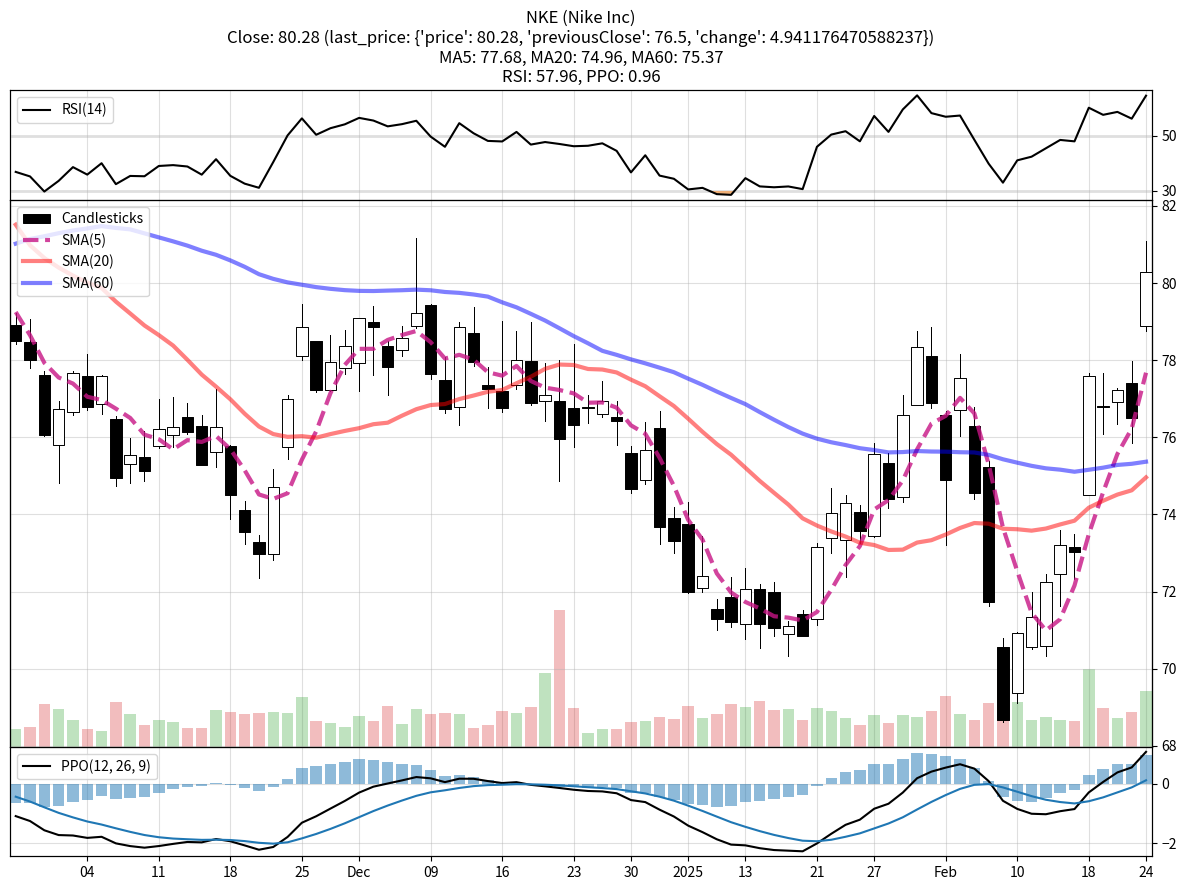 NKE (Nike Inc)
Close: 80.28 (last_price: {'price': 80.28, 'previousClose': 76.5, 'change': 4.941176470588237})
MA5: 77.68, MA20: 74.96, MA60: 75.37
RSI: 57.96, PPO: 0.96
RSI(14)
50
30
Candlesticks
SMA(5)
SMA(20)
SMA(60)
82
80
78
76
74
72
70
68
PPO(12, 26, 9)
0
−2
04 11 18 25 Dec 09 16 23 30 2025 13 21 27 Feb 10 18 24